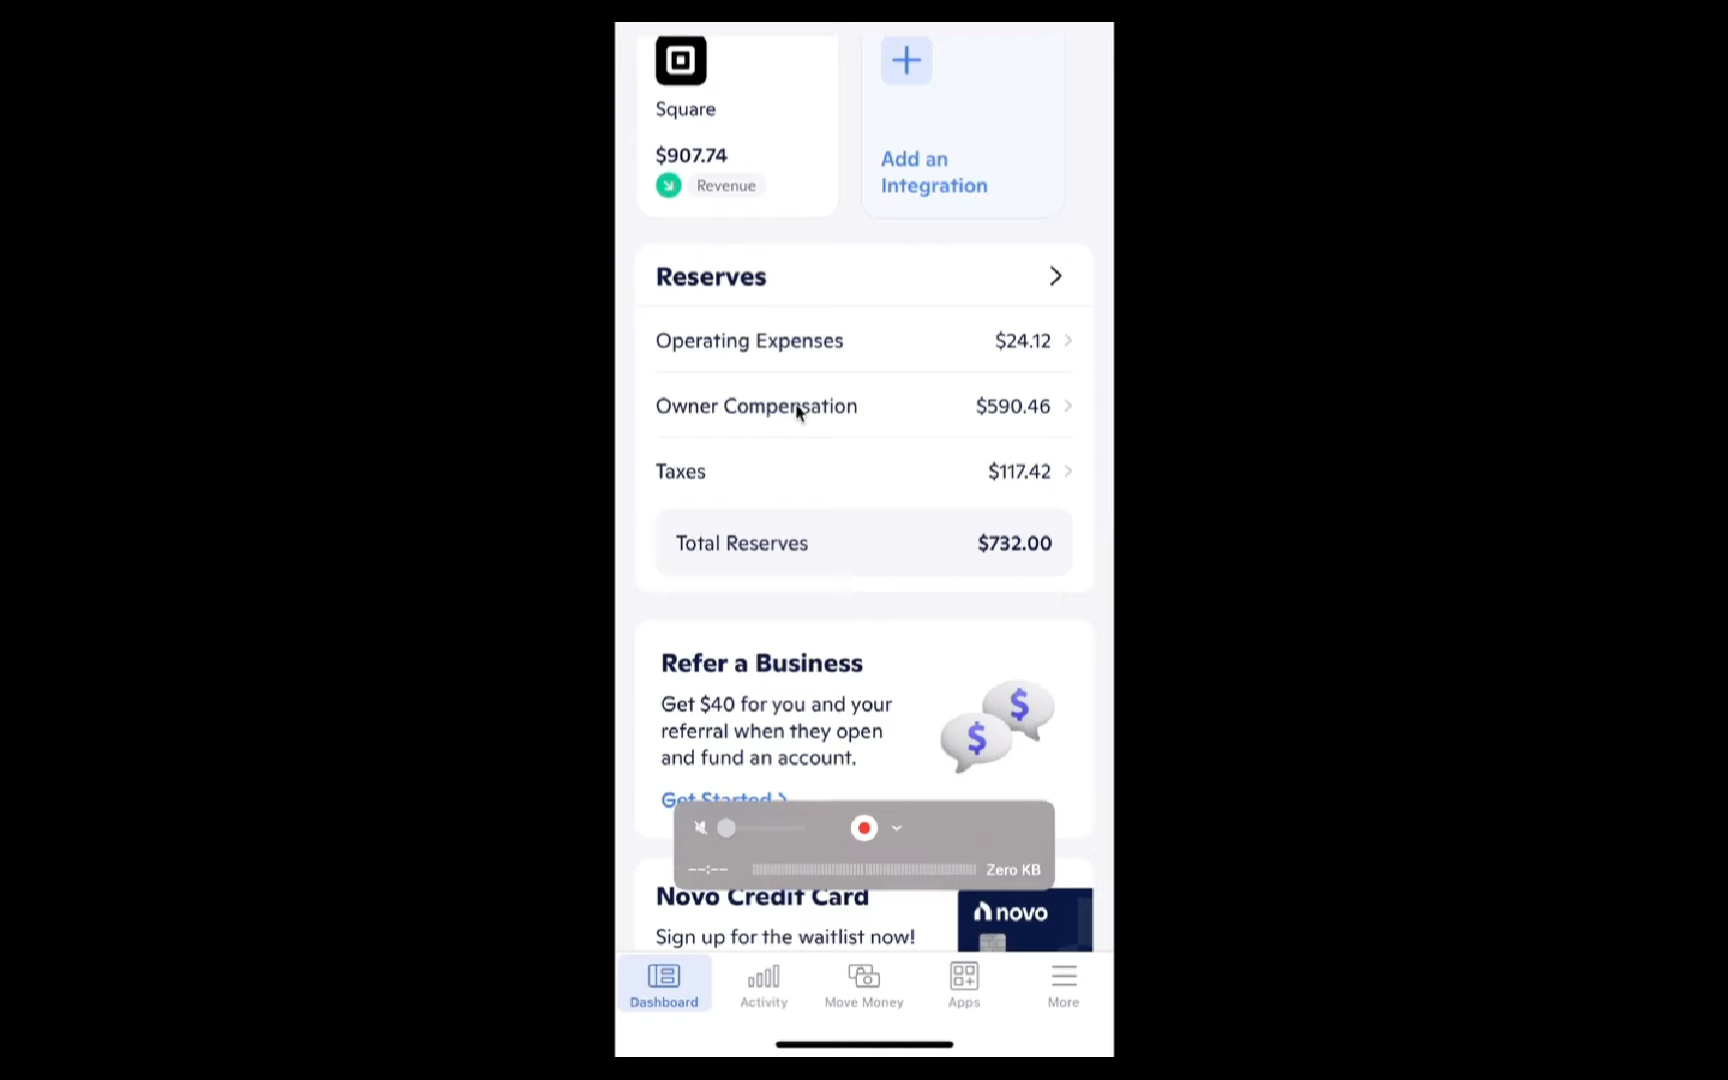 Square
$907.74
Revenue
Add an
Integration
Reserves
Operating Expenses $24.12
Owner Compensation $590.46
Taxes $117.42
Total Reserves $732.00
Refer a Business
Get $40 for you and your
referral when they open
and fund an account.
Get Started
$
$
--:-- Zero KB
Novo Credit Card
Sign up for the waitlist now!
novo
Dashboard Activity Move Money Apps More